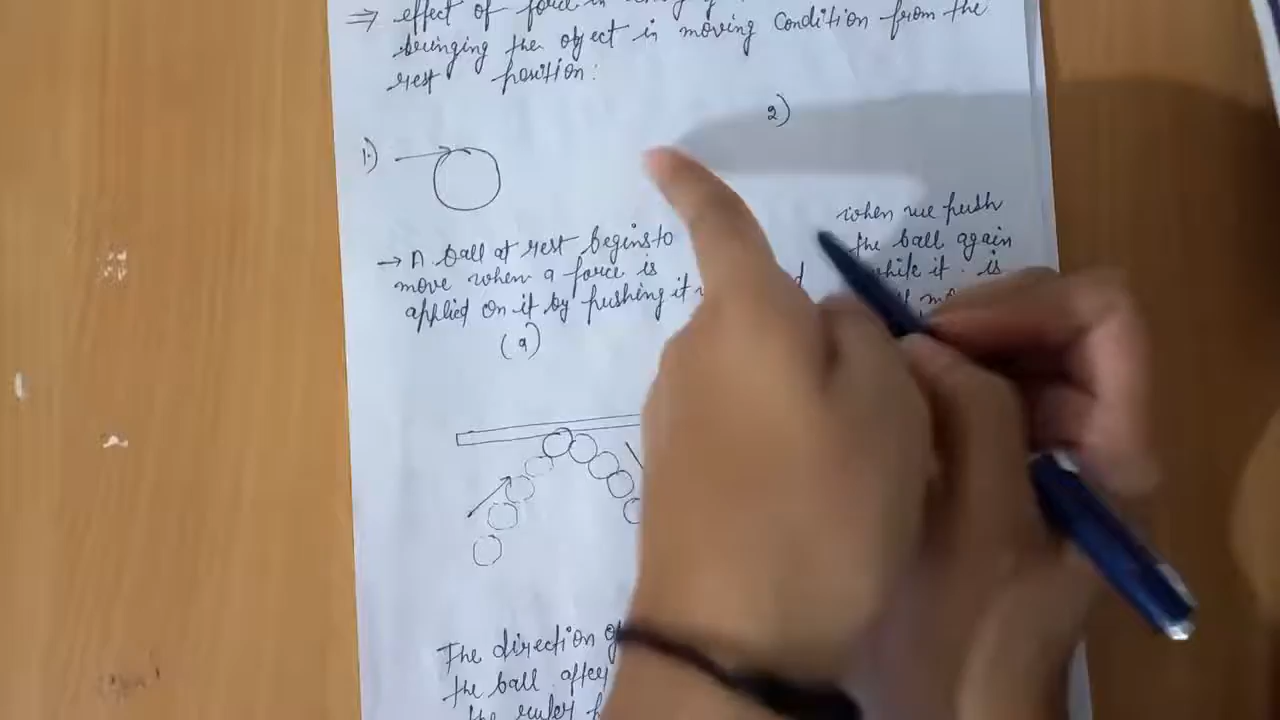 ⇒ effect of force in
bringing the object in moving condition from the
rest position:
1.)
2)
→ A ball at rest begins to
move when a force is
applied on it by pushing it
(a)
when we push
the ball again
while it is
The direction of
the ball after
the ruler